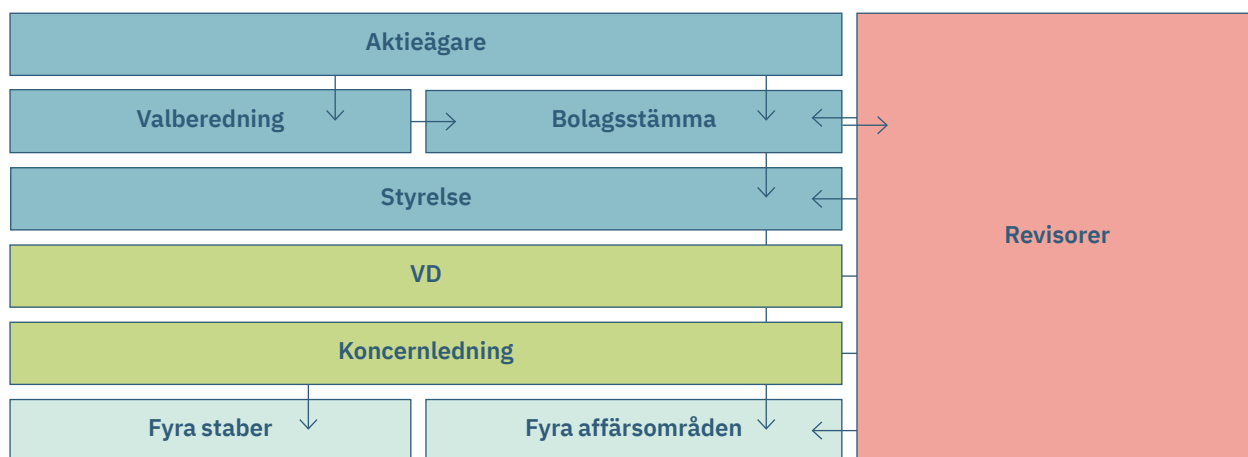 Aktieägare
Valberedning
Bolagsstämma
Styrelse
Revisorer
VD
Koncernledning
Fyra staber
Fyra affärsområden